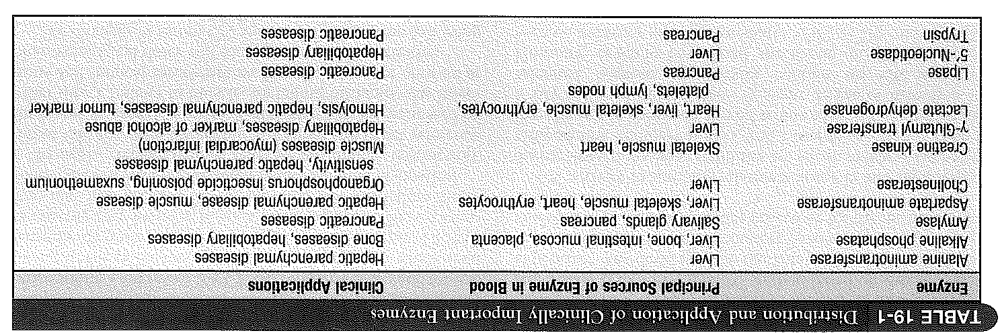 TABLE 19-1 Distribution and Application of Clinically Important Enzymes
Enzyme Principal Sources of Enzyme in Blood Clinical Applications
Alanine aminotransferase Liver Hepatic parenchymal diseases
Alkaline phosphatase Liver, bone, intestinal mucosa, placenta Bone diseases, hepatobiliary diseases
Amylase Salivary glands, pancreas Pancreatic diseases
Aspartate aminotransferase Liver, skeletal muscle, heart, erythrocytes Hepatic parenchymal disease, muscle disease
Cholinesterase Liver Organophosphorus insecticide poisoning, suxamethonium
sensitivity, hepatic parenchymal diseases
Creatine kinase Skeletal muscle, heart Muscle diseases (myocardial infarction)
γ-Glutamyl transferase Liver Hepatobiliary diseases, marker of alcohol abuse
Lactate dehydrogenase Heart, liver, skeletal muscle, erythrocytes, Hemolysis, hepatic parenchymal diseases, tumor marker
platelets, lymph nodes
Lipase Pancreas Pancreatic diseases
5′-Nucleotidase Liver Hepatobiliary diseases
Trypsin Pancreas Pancreatic diseases